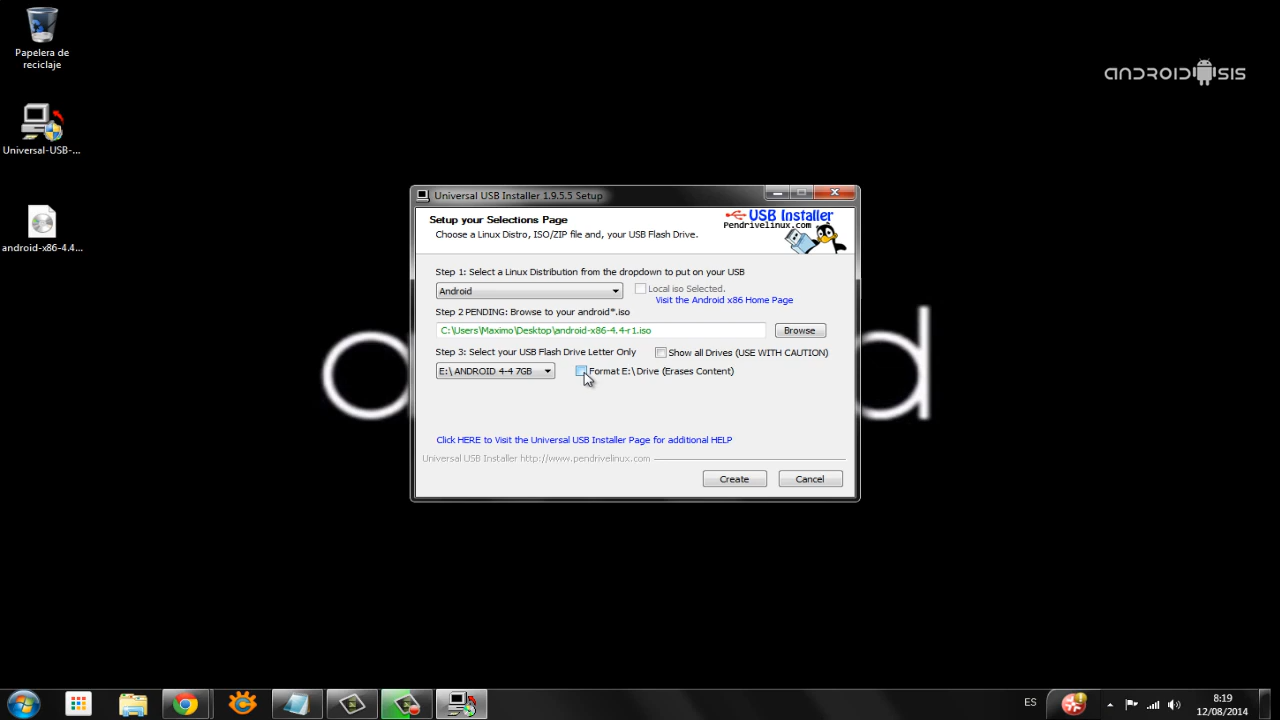 Papelera de
reciclaje
Universal-USB-...
android-x86-4.4...
ANDROIDSIS
Universal USB Installer 1.9.5.5 Setup
Setup your Selections Page
Choose a Linux Distro, ISO/ZIP file and, your USB Flash Drive.
USB Installer
Pendrivelinux.com
Step 1: Select a Linux Distribution from the dropdown to put on your USB
Android
Local iso Selected.
Visit the Android x86 Home Page
Step 2 PENDING: Browse to your android*.iso
C:\Users\Maximo\Desktop\android-x86-4.4-r1.iso
Browse
Step 3: Select your USB Flash Drive Letter Only
Show all Drives (USE WITH CAUTION)
E:\ ANDROID 4-4 7GB
Format E:\ Drive (Erases Content)
Click HERE to Visit the Universal USB Installer Page for additional HELP
Universal USB Installer http://www.pendrivelinux.com
Create
Cancel
ES
8:19
12/08/2014